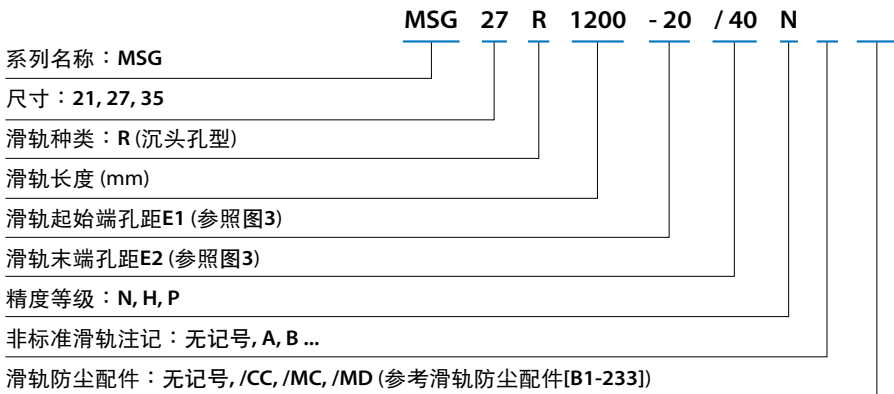 MSG 27 R 1200 - 20 / 40 N
系列名称：MSG
尺寸：21, 27, 35
滑轨种类：R (沉头孔型)
滑轨长度 (mm)
滑轨起始端孔距E1 (参照图3)
滑轨末端孔距E2 (参照图3)
精度等级：N, H, P
非标准滑轨注记：无记号, A, B ...
滑轨防尘配件：无记号, /CC, /MC, /MD (参考滑轨防尘配件[B1-233])